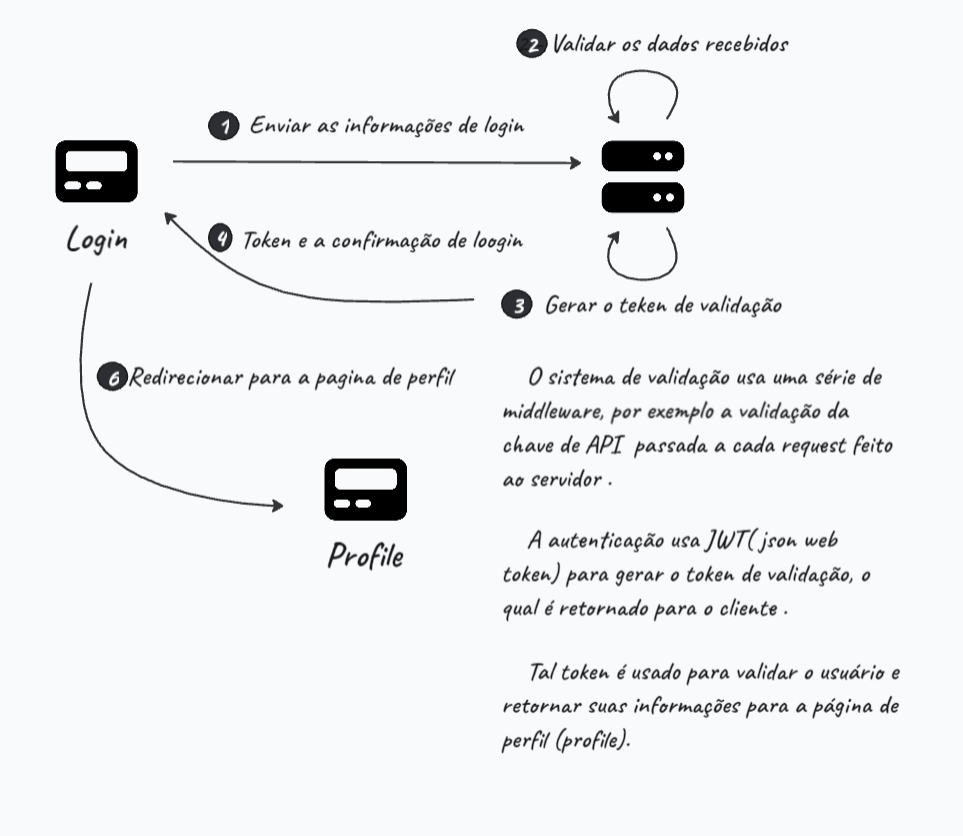 2 Validar os dados recebidos
1 Enviar as informações de login
Login
4 Token e a confirmação de loogin
3 Gerar o teken de validação
6 Redirecionar para a pagina de perfil
Profile
O sistema de validação usa uma série de
middleware, por exemplo a validação da
chave de API passada a cada request feito
ao servidor .
A autenticação usa JWT(json web
token) para gerar o token de validação, o
qual é retornado para o cliente .
Tal token é usado para validar o usuário e
retornar suas informações para a página de
perfil (profile).